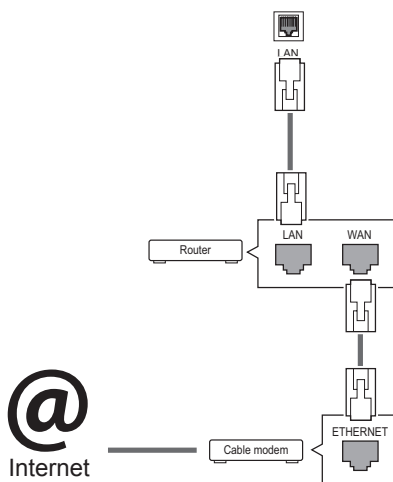 LAN
LAN
WAN
Router
ETHERNET
Cable modem
@
Internet